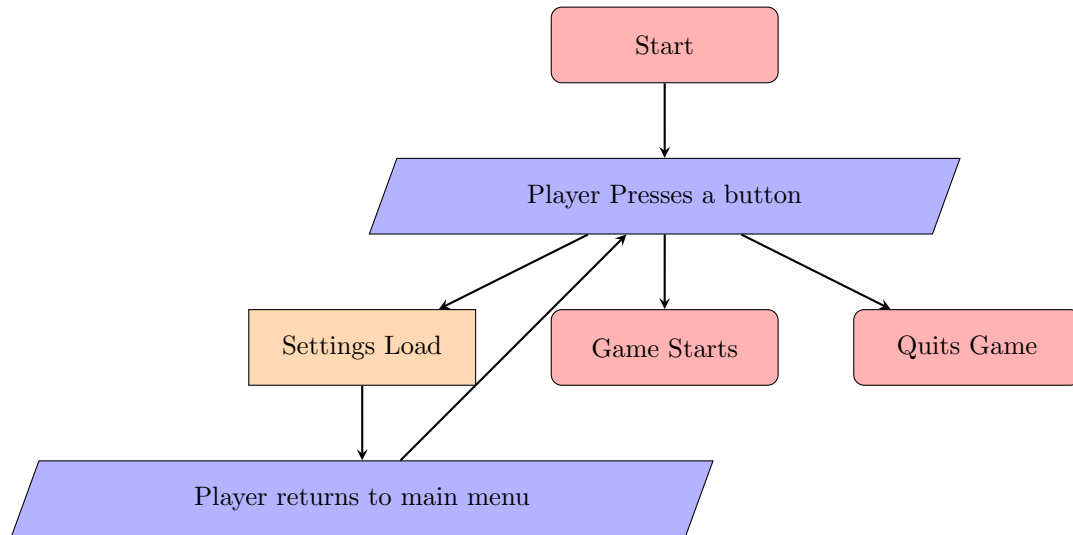 Start
Player Presses a button
Settings Load
Game Starts
Quits Game
Player returns to main menu